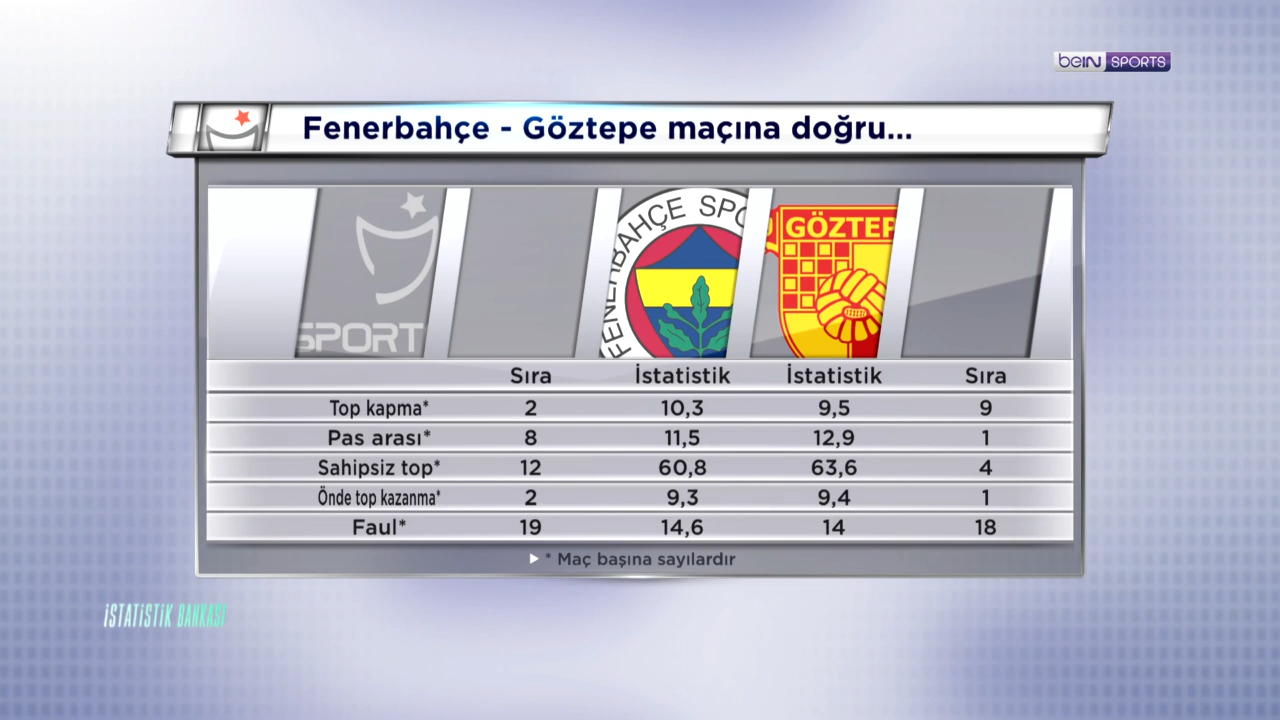 beIN SPORTS
Fenerbahçe - Göztepe maçına doğru...
SPORT
FENERBAHÇE SPO
GÖZTEP
Sıra İstatistik İstatistik Sıra
Top kapma* 2 10,3 9,5 9
Pas arası* 8 11,5 12,9 1
Sahipsiz top* 12 60,8 63,6 4
Önde top kazanma* 2 9,3 9,4 1
Faul* 19 14,6 14 18
* Maç başına sayılardır
İSTATİSTİK BANKASI